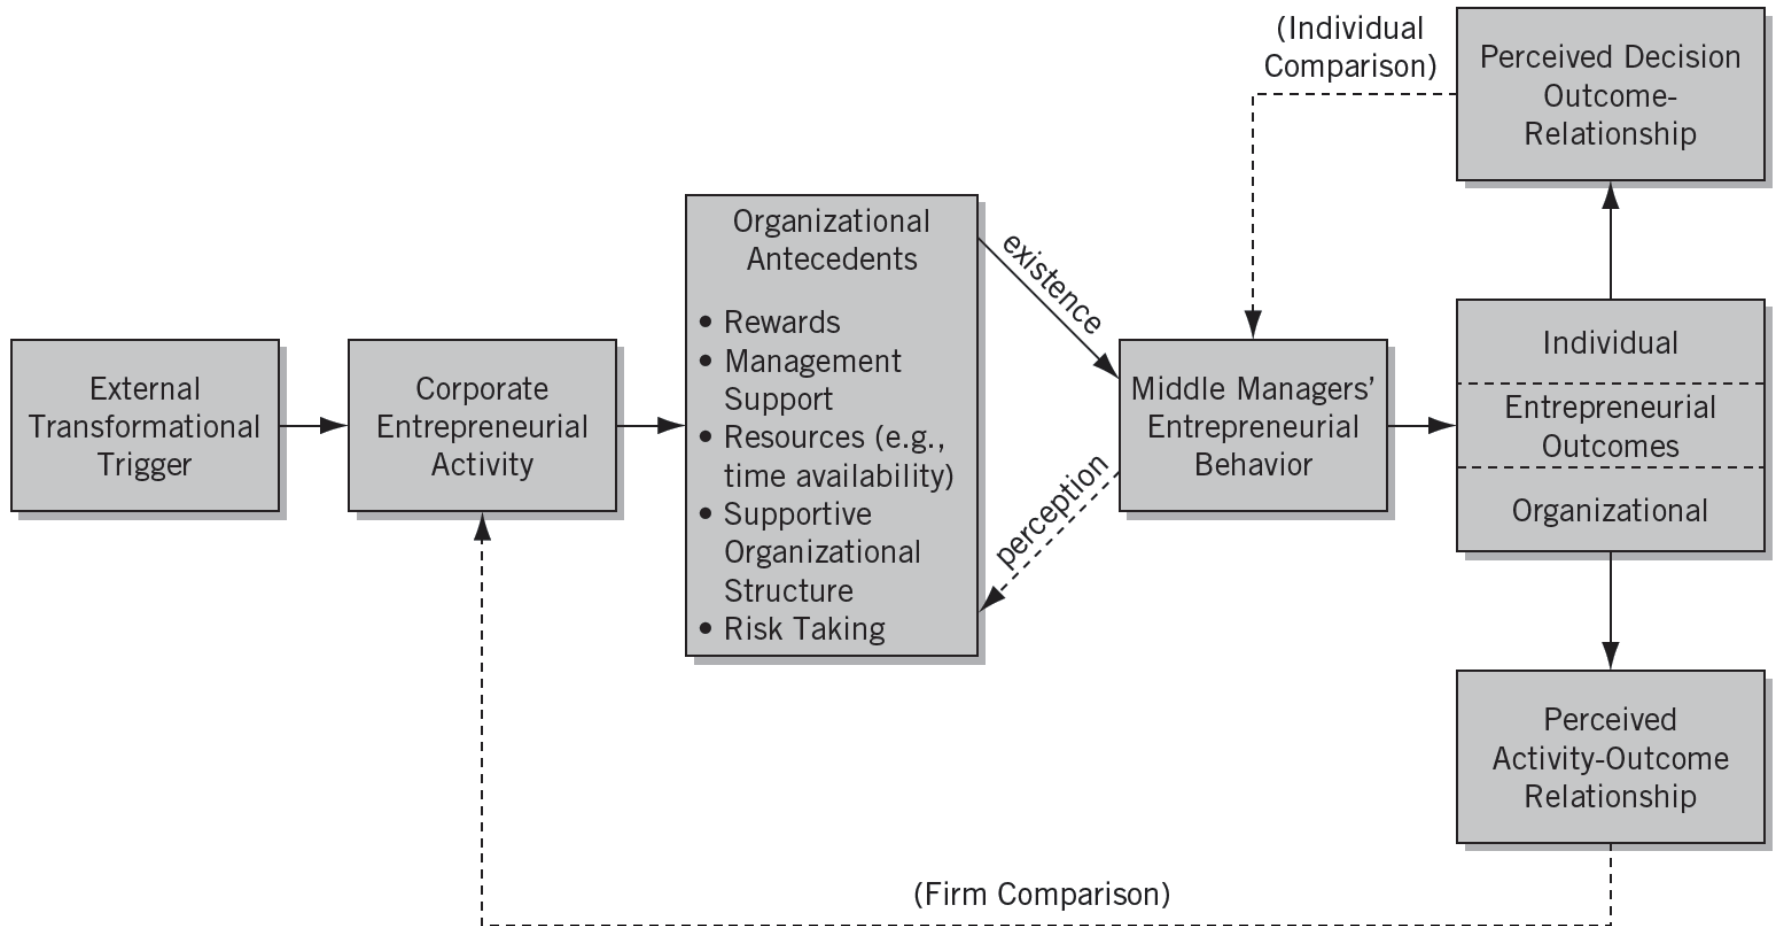 External
Transformational
Trigger
Corporate
Entrepreneurial
Activity
Organizational
Antecedents
• Rewards
• Management
Support
• Resources (e.g.,
time availability)
• Supportive
Organizational
Structure
• Risk Taking
existence
perception
Middle Managers’
Entrepreneurial
Behavior
(Individual
Comparison)
Perceived Decision
Outcome-
Relationship
Individual
Entrepreneurial
Outcomes
Organizational
Perceived
Activity-Outcome
Relationship
(Firm Comparison)